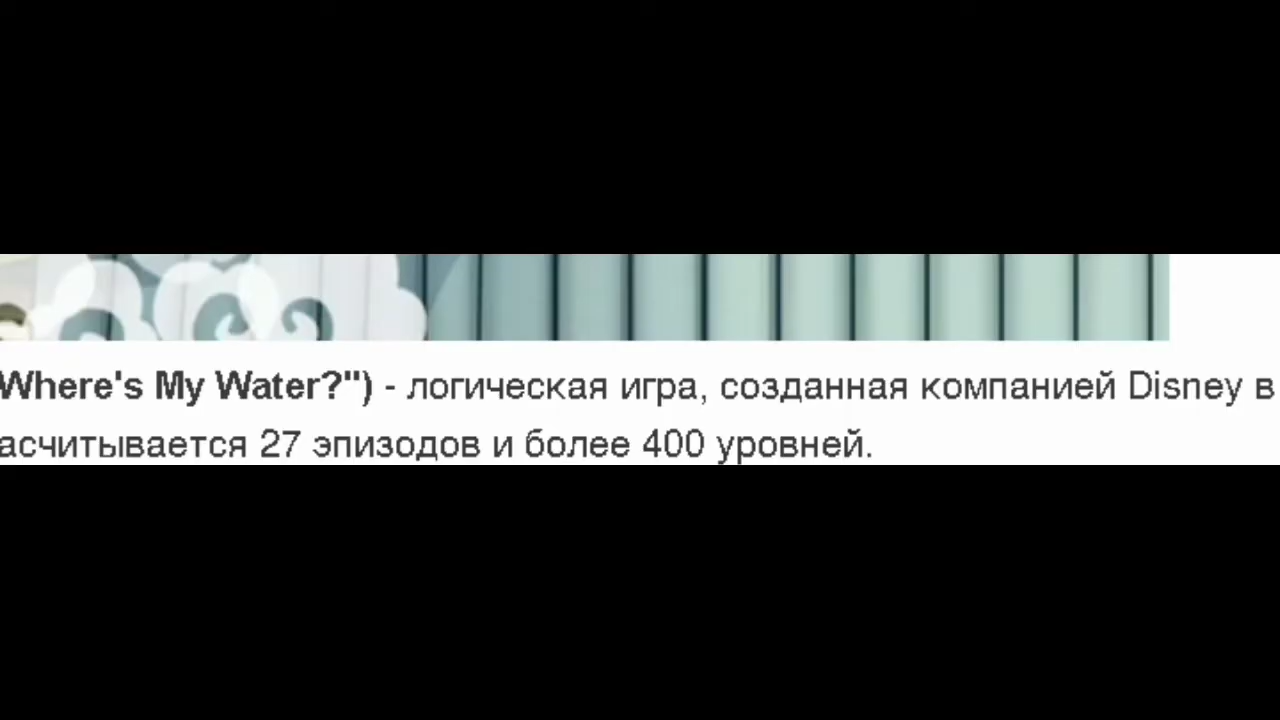 Where's My Water?") - логическая игра, созданная компанией Disney в
асчитывается 27 эпизодов и более 400 уровней.